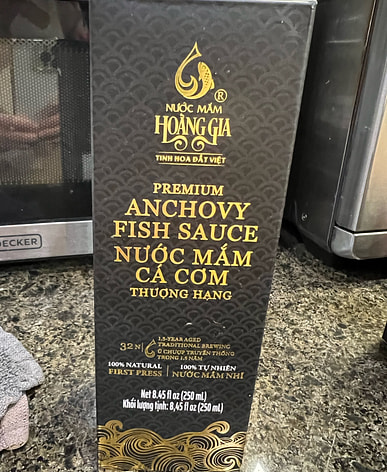 ®
NƯỚC MẮM
HOÀNG GIA
TINH HOA ĐẤT VIỆT
PREMIUM
ANCHOVY
FISH SAUCE
NƯỚC MẮM
CÁ CƠM
THƯỢNG HẠNG
32N
1.5-YEAR AGED
TRADITIONAL BREWING
Ủ CHƯỢP TRUYỀN THỐNG
TRONG 1.5 NĂM
100% NATURAL
FIRST PRESS
100% TỰ NHIÊN
NƯỚC MẮM NHĨ
Net 8.45 fl oz (250 mL)
Khối lượng tịnh: 8,45 fl oz (250 mL)
DECKER